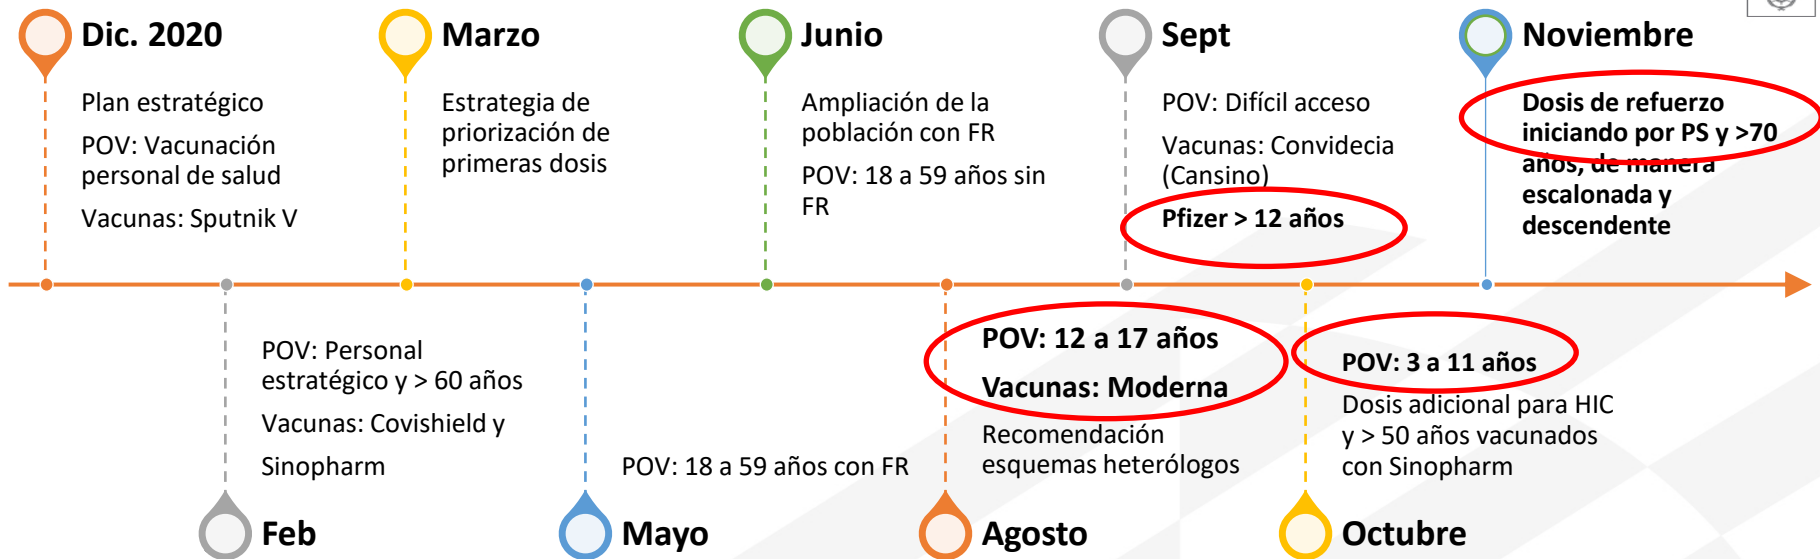 Dic. 2020
Plan estratégico
POV: Vacunación
personal de salud
Vacunas: Sputnik V
Marzo
Estrategia de
priorización de
primeras dosis
Junio
Ampliación de la
población con FR
POV: 18 a 59 años sin
FR
Sept
POV: Difícil acceso
Vacunas: Convidecia
(Cansino)
Pfizer > 12 años
Noviembre
Dosis de refuerzo
iniciando por PS y >70
años, de manera
escalonada y
descendente
POV: Personal
estratégico y > 60 años
Vacunas: Covishield y
Sinopharm
Feb
POV: 18 a 59 años con FR
Mayo
POV: 12 a 17 años
Vacunas: Moderna
Recomendación
esquemas heterólogos
Agosto
POV: 3 a 11 años
Dosis adicional para HIC
y > 50 años vacunados
con Sinopharm
Octubre